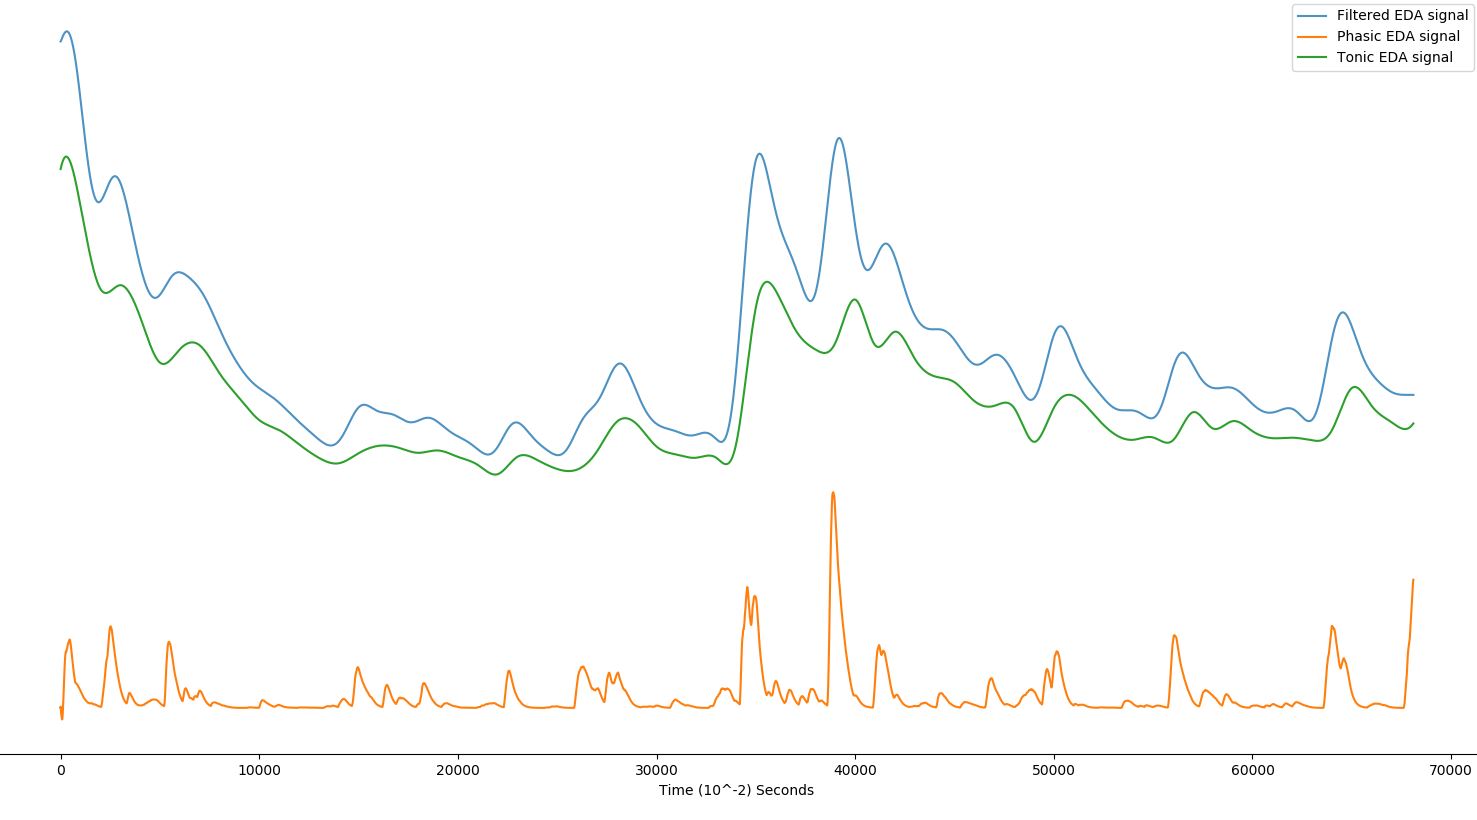 Filtered EDA signal
Phasic EDA signal
Tonic EDA signal
0 10000 20000 30000 40000 50000 60000 70000
Time (10^-2) Seconds